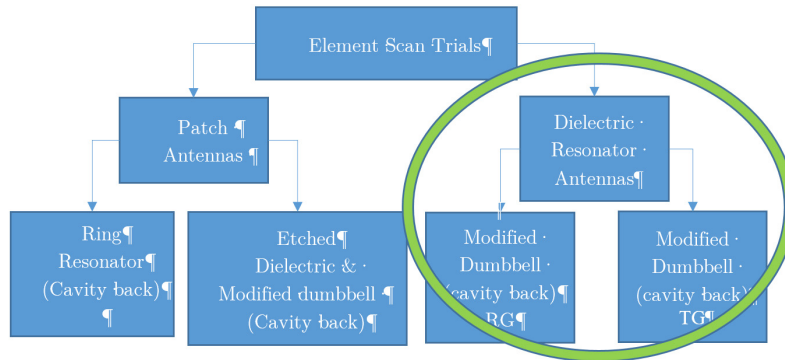 Element Scan Trials¶
Patch ¶
Antennas ¶
Dielectric ·
Resonator ·
Antennas¶
Ring¶
Resonator¶
(Cavity back)¶
¶
Etched¶
Dielectric & ·
Modified dumbbell ¶
(Cavity back)¶
¶
Modified ·
Dumbbell ·
(cavity back)¶
RG¶
Modified ·
Dumbbell ·
(cavity back)¶
TG¶